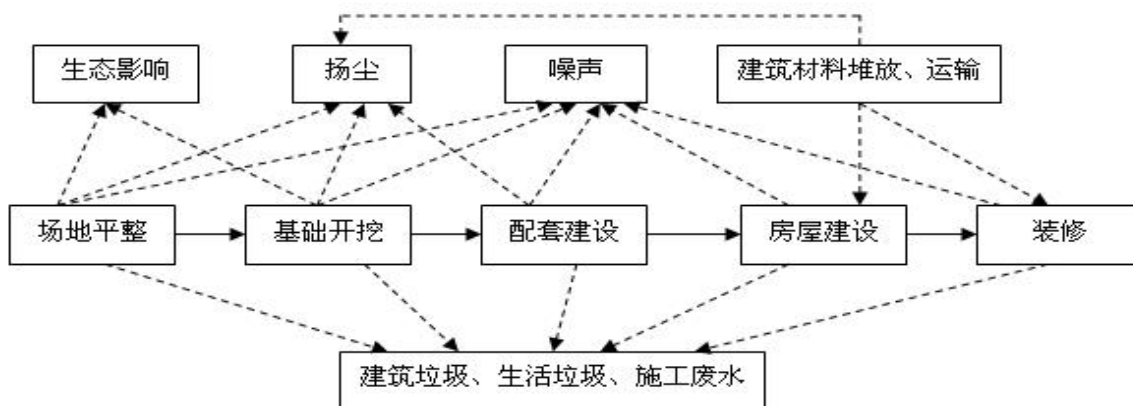 生态影响
扬尘
噪声
建筑材料堆放、运输
场地平整
基础开挖
配套建设
房屋建设
装修
建筑垃圾、生活垃圾、施工废水